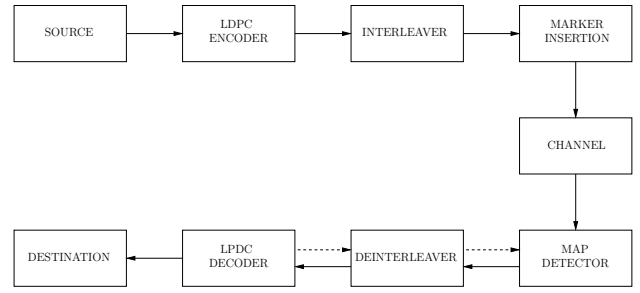 SOURCE
LDPC
ENCODER
INTERLEAVER
MARKER
INSERTION
CHANNEL
DESTINATION
LPDC
DECODER
DEINTERLEAVER
MAP
DETECTOR